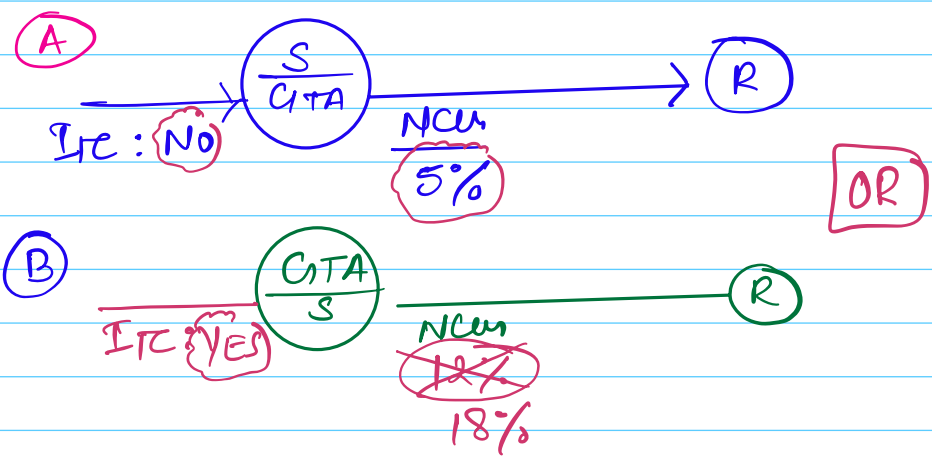 A
S
GTA
R
ITC : NO
NCM
5%
OR
B
GTA
S
R
ITC : YES
NCM
12%
18%